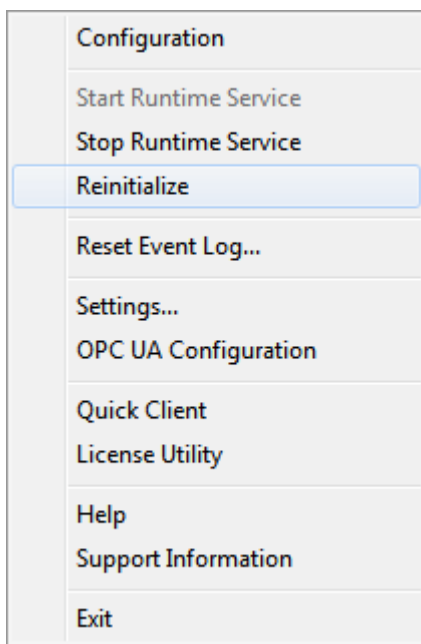 Configuration
Start Runtime Service
Stop Runtime Service
Reinitialize
Reset Event Log...
Settings...
OPC UA Configuration
Quick Client
License Utility
Help
Support Information
Exit